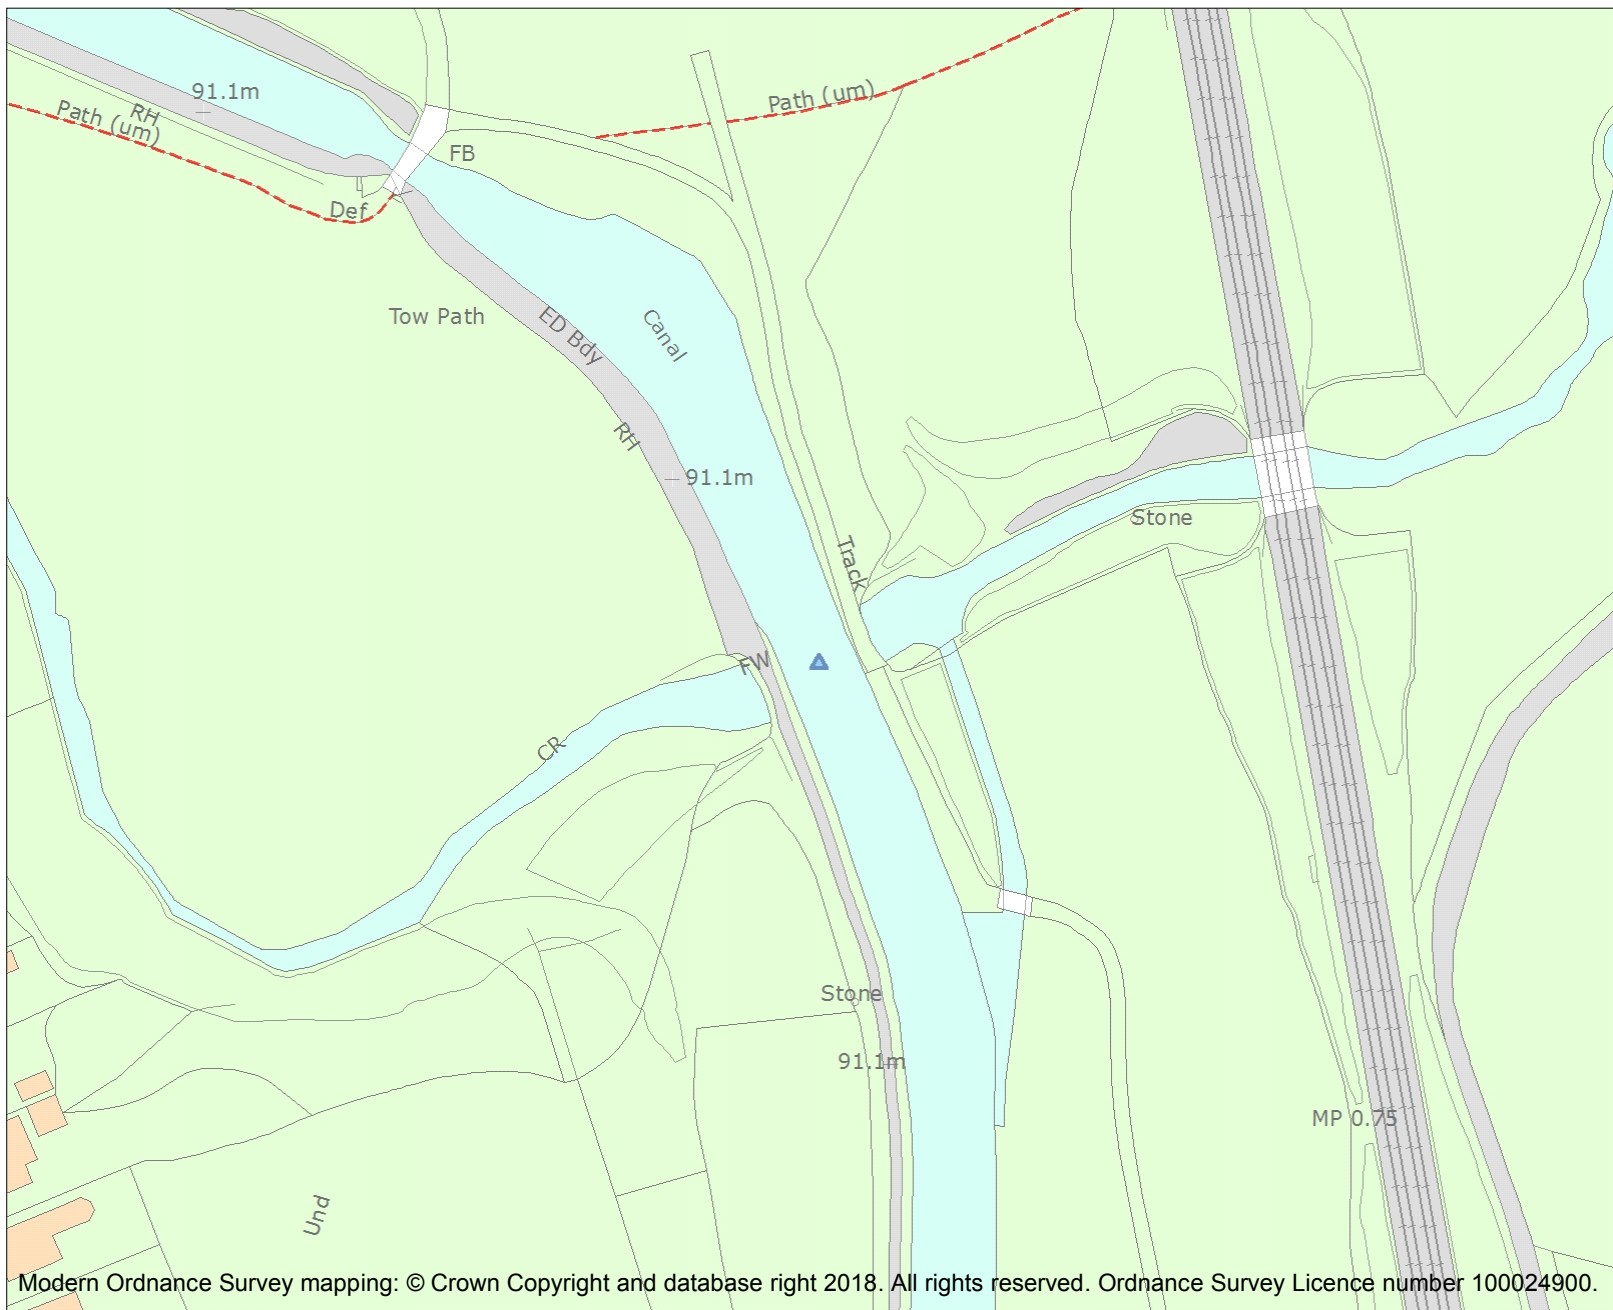 91.1m
Path (um)
RH
Path (um)
FB
Def
Tow Path
ED Bdy
Canal
RH
91.1m
Stone
Track
FW
CR
Stone
91.1m
MP 0.75
Und
Modern Ordnance Survey mapping: © Crown Copyright and database right 2018. All rights reserved. Ordnance Survey Licence number 100024900.